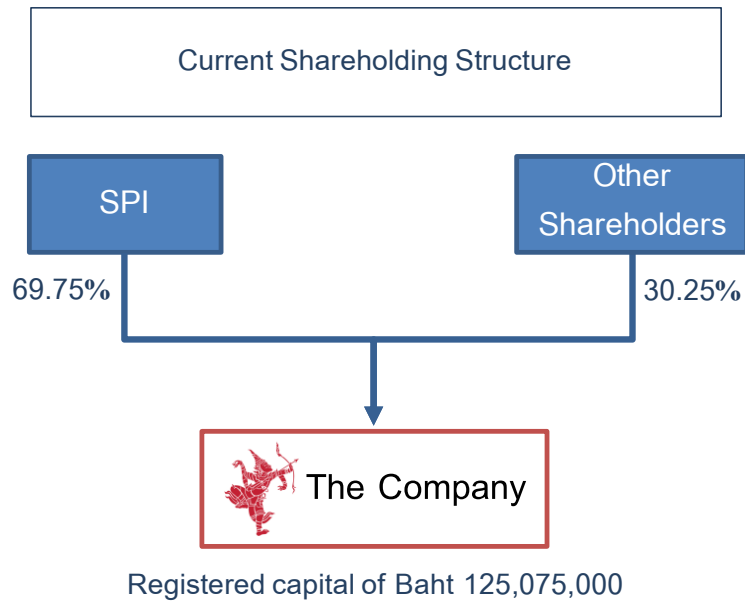 Current Shareholding Structure
SPI
Other
Shareholders
69.75%
30.25%
The Company
Registered capital of Baht 125,075,000